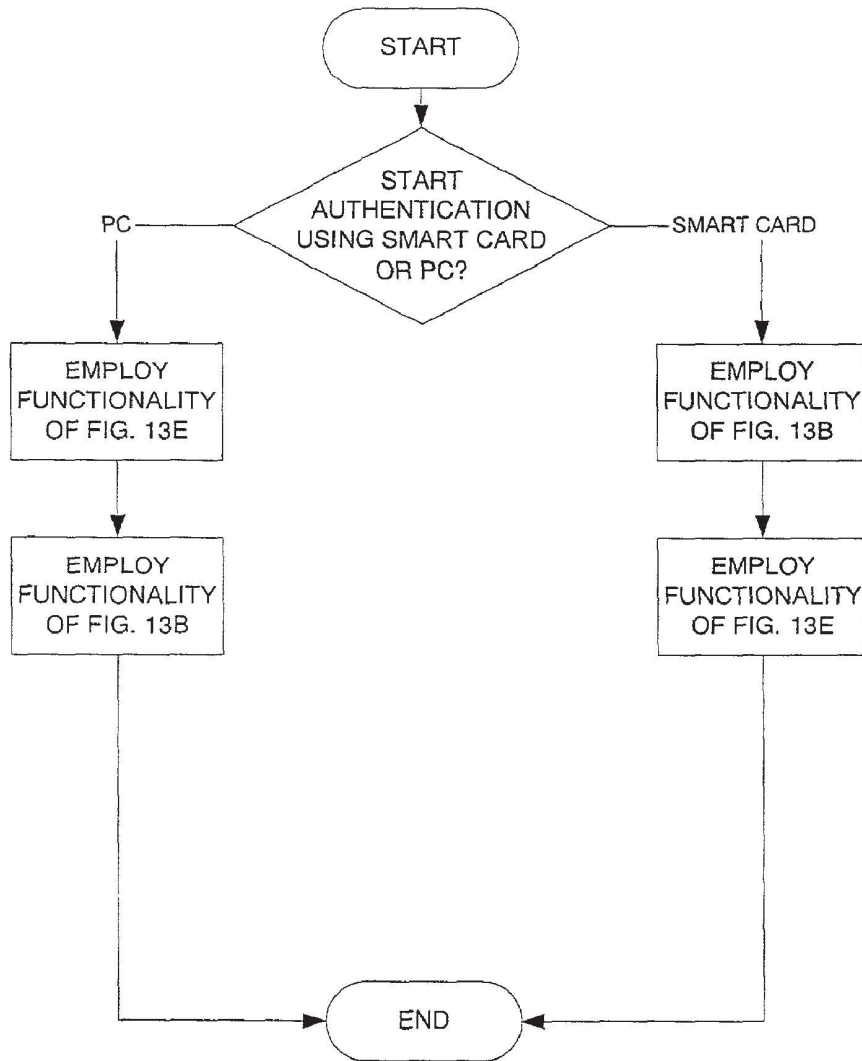 START
START
AUTHENTICATION
USING SMART CARD
OR PC?
PC
SMART CARD
EMPLOY
FUNCTIONALITY
OF FIG. 13E
EMPLOY
FUNCTIONALITY
OF FIG. 13B
EMPLOY
FUNCTIONALITY
OF FIG. 13B
EMPLOY
FUNCTIONALITY
OF FIG. 13E
END